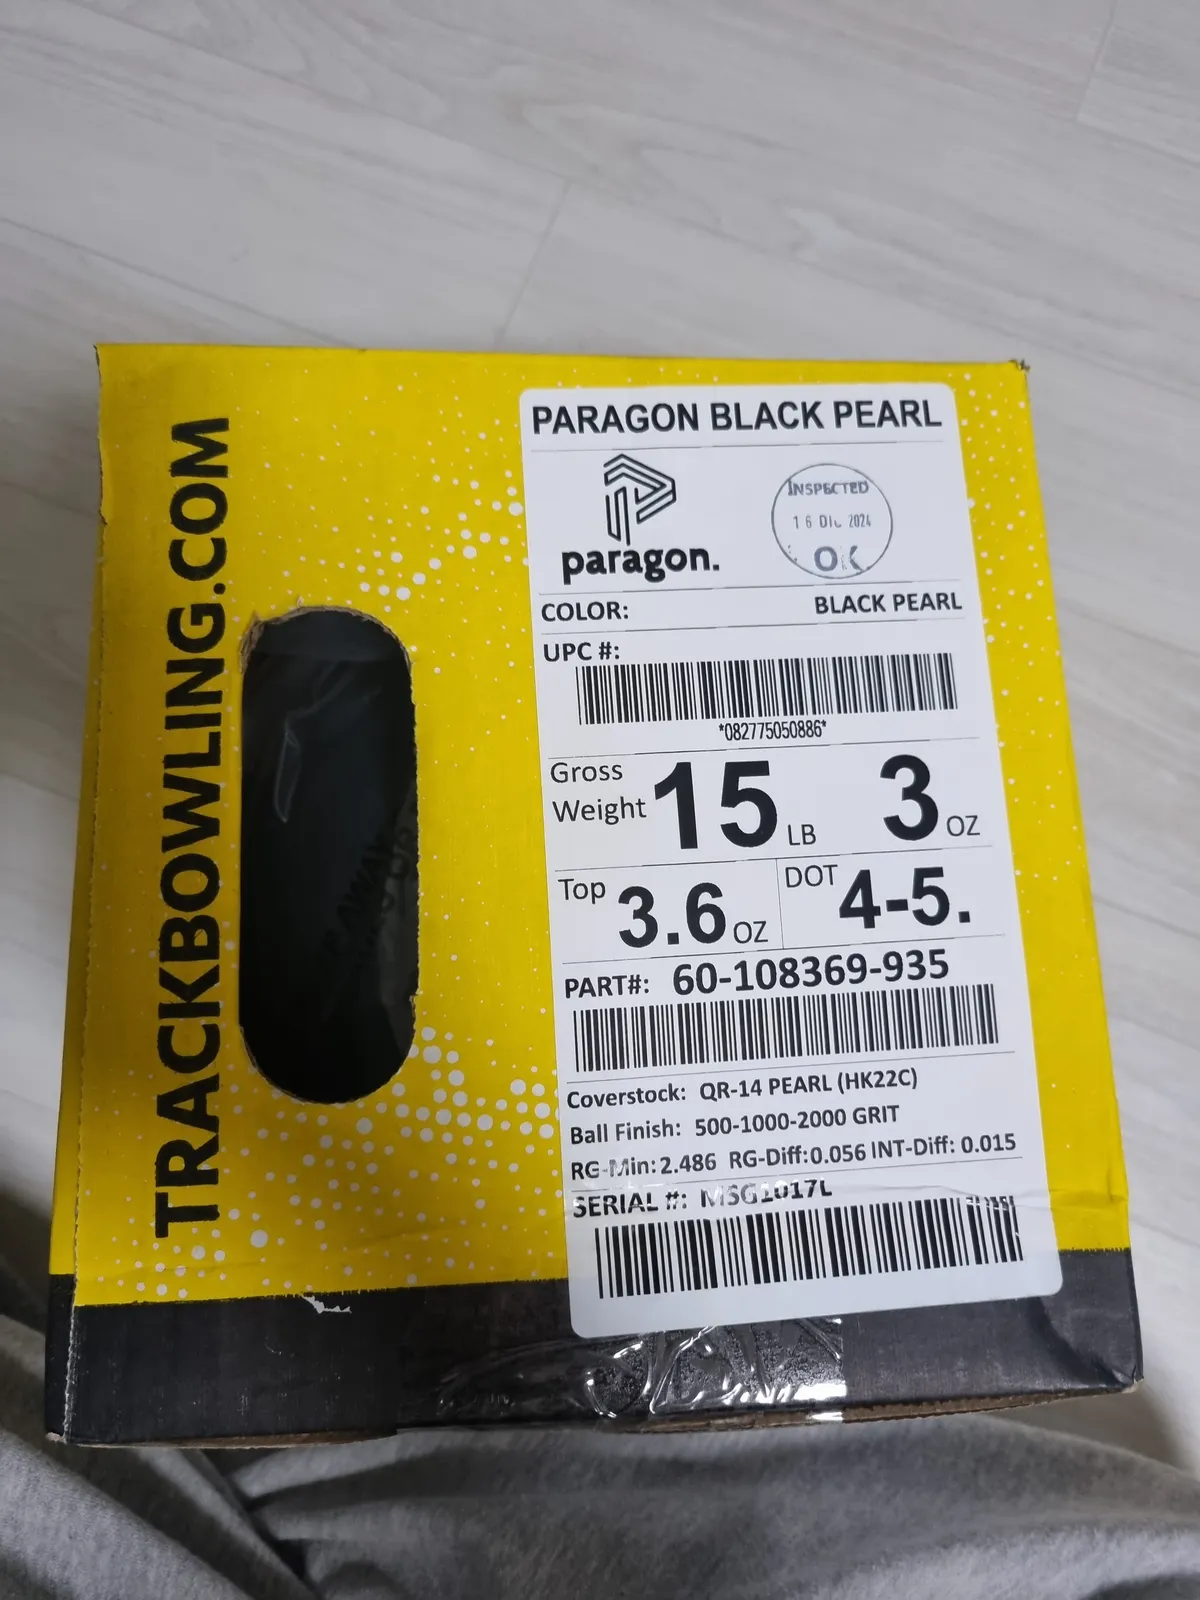 TRACKBOWLING.COM
PARAGON BLACK PEARL
paragon.
INSPECTED
16 2024
OK
COLOR: BLACK PEARL
UPC #:
*082775050886*
Gross Weight 15 LB 3 OZ
Top 3.6 OZ DOT 4-5.
PART#: 60-108369-935
Coverstock: QR-14 PEARL (HK22C)
Ball Finish: 500-1000-2000 GRIT
RG-Min: 2.486 RG-Diff: 0.056 INT-Diff: 0.015
SERIAL #: MSG1017L